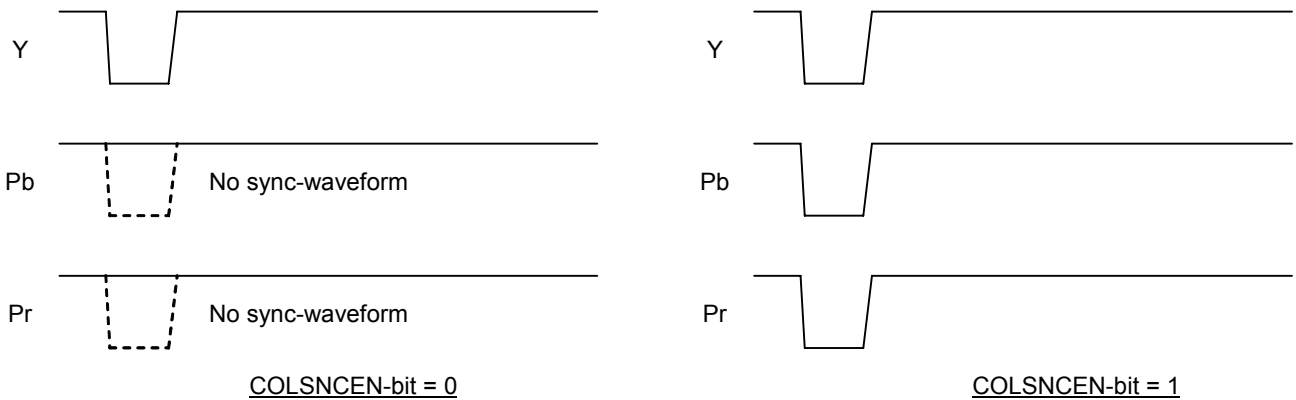 Y
Y
Pb
No sync-waveform
Pb
Pr
No sync-waveform
Pr
COLSNCEN-bit = 0
COLSNCEN-bit = 1